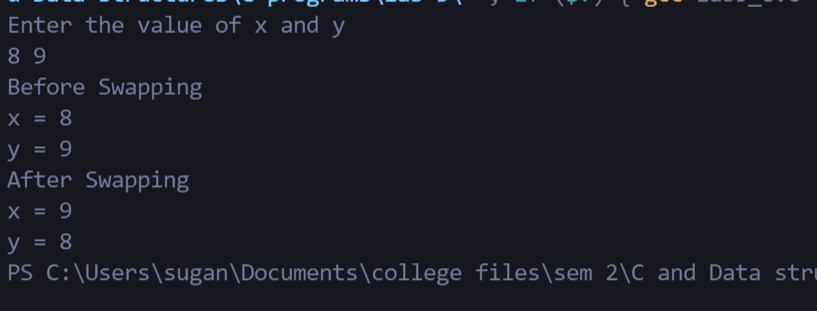 Enter the value of x and y
8 9
Before Swapping
x = 8
y = 9
After Swapping
x = 9
y = 8
PS C:\Users\sugan\Documents\college files\sem 2\C and Data stru